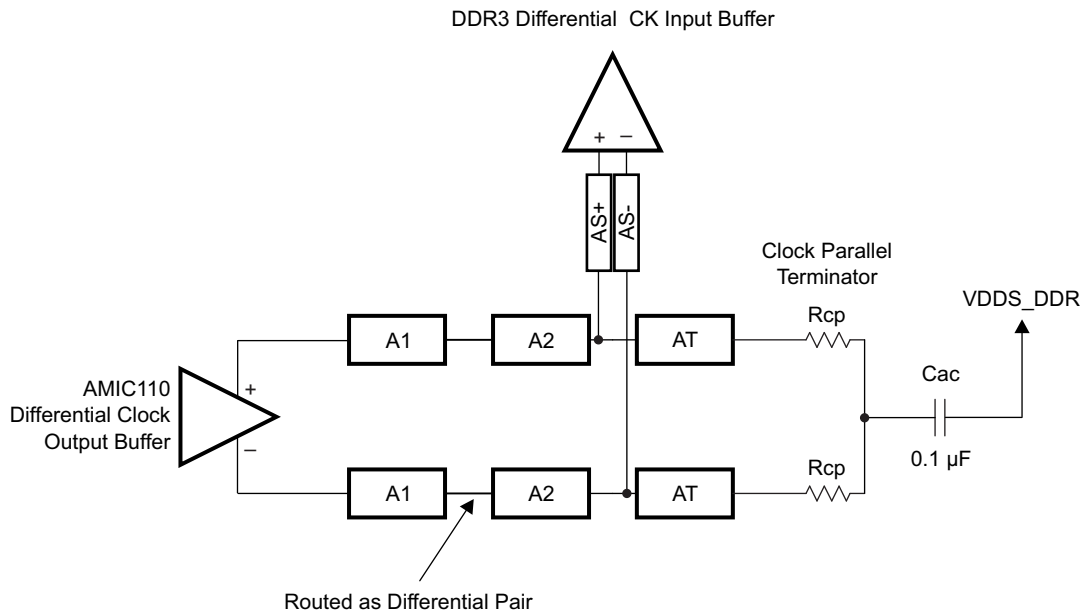 DDR3 Differential CK Input Buffer
+ –
AS+
AS-
Clock Parallel
Terminator
Rcp
VDDS_DDR
A1
A2
AT
AMIC110
Differential Clock
Output Buffer
+
–
Cac
0.1 µF
Rcp
A1
A2
AT
Routed as Differential Pair